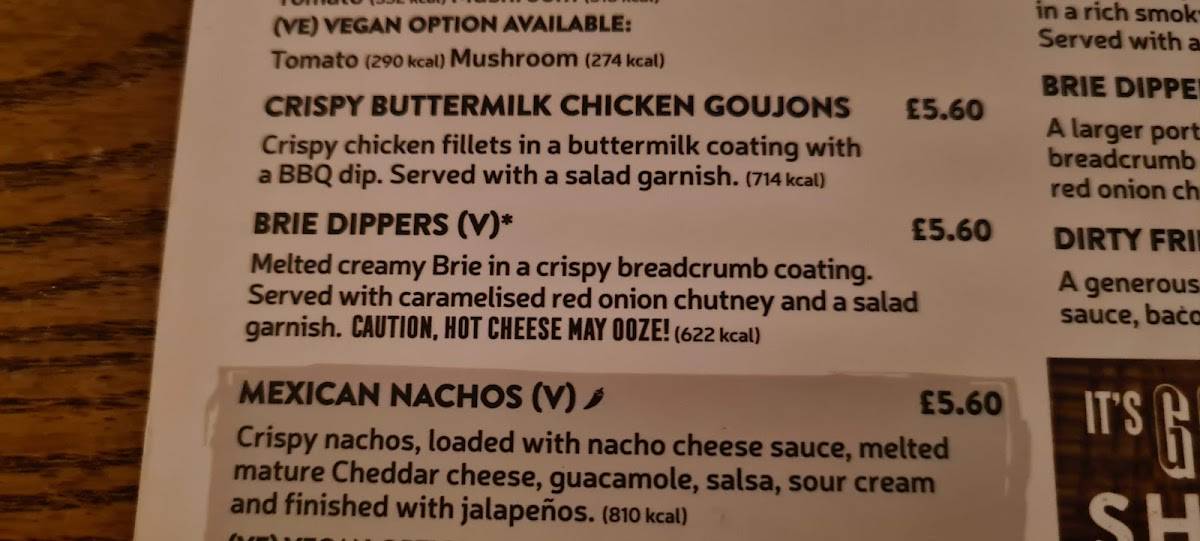 (VE) VEGAN OPTION AVAILABLE:
Tomato (290 kcal) Mushroom (274 kcal)
CRISPY BUTTERMILK CHICKEN GOUJONS £5.60
Crispy chicken fillets in a buttermilk coating with
a BBQ dip. Served with a salad garnish. (714 kcal)
BRIE DIPPERS (V)* £5.60
Melted creamy Brie in a crispy breadcrumb coating.
Served with caramelised red onion chutney and a salad
garnish. CAUTION, HOT CHEESE MAY OOZE! (622 kcal)
MEXICAN NACHOS (V) £5.60
Crispy nachos, loaded with nacho cheese sauce, melted
mature Cheddar cheese, guacamole, salsa, sour cream
and finished with jalapeños. (810 kcal)
in a rich smok
Served with a
BRIE DIPPE
A larger port
breadcrumb
red onion ch
DIRTY FRI
A generous
sauce, baco
IT'S G
SH